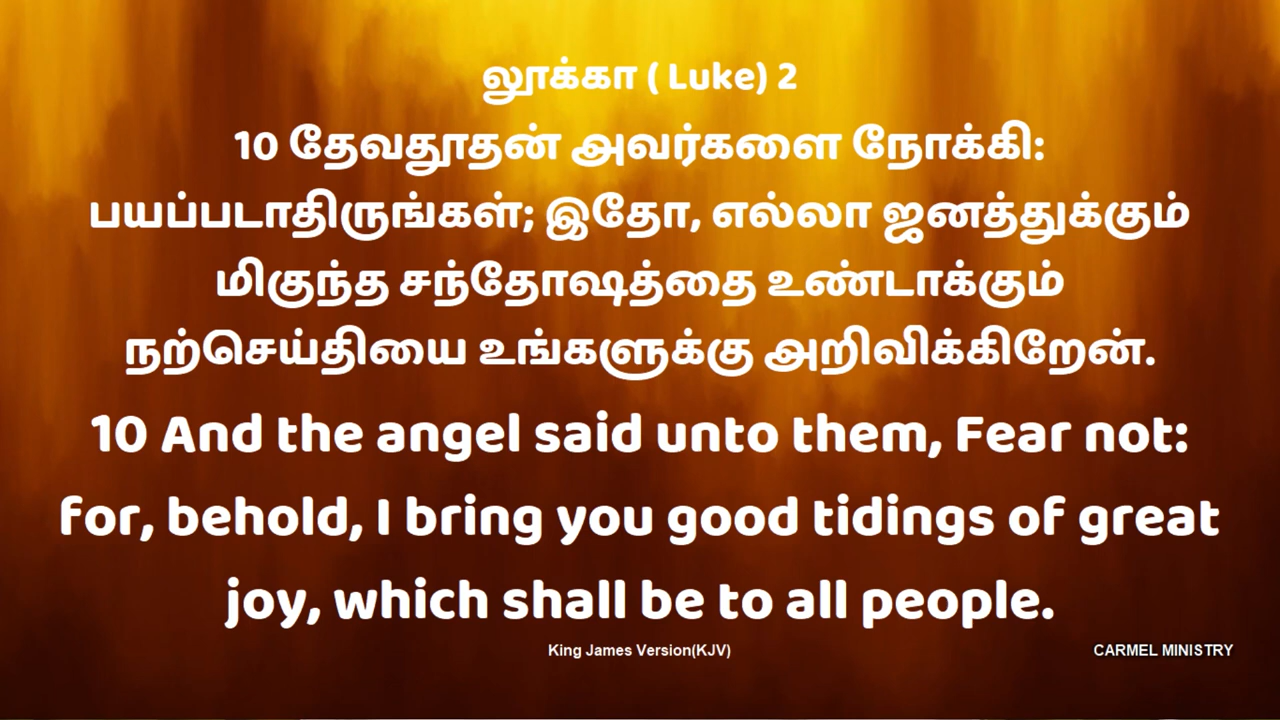 லூக்கா ( Luke) 2
10 தேவதூதன் அவர்களை நோக்கி:
பயப்படாதிருங்கள்; இதோ, எல்லா ஜனத்துக்கும்
மிகுந்த சந்தோஷத்தை உண்டாக்கும்
நற்செய்தியை உங்களுக்கு அறிவிக்கிறேன்.
10 And the angel said unto them, Fear not:
for, behold, I bring you good tidings of great
joy, which shall be to all people.
King James Version(KJV)
CARMEL MINISTRY